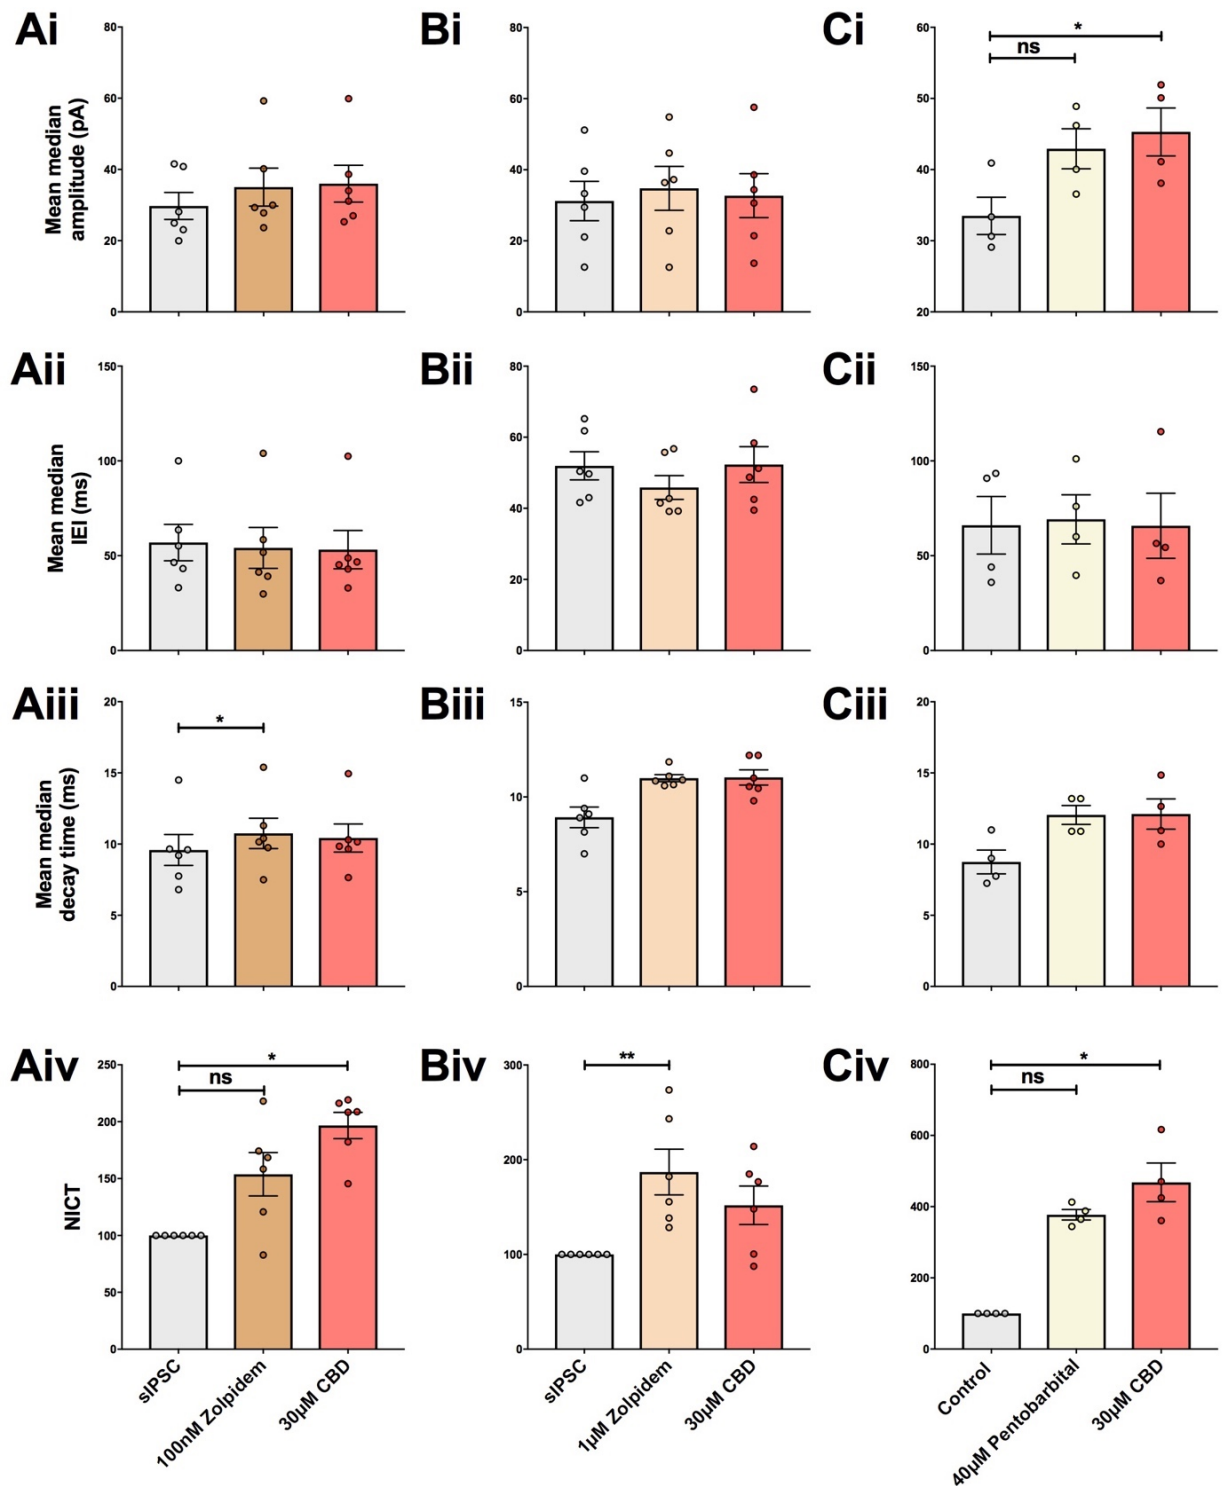 Ai
Mean median
amplitude (pA)
80
60
40
20
0
Bi
80
60
40
20
0
Ci
60
50
40
30
20
ns
*
Aii
Mean median
IEI (ms)
150
100
50
0
Bii
80
60
40
20
0
Cii
150
100
50
0
Aiii
Mean median
decay time (ms)
20
15
10
5
0
*
Biii
15
10
5
0
Ciii
20
15
10
5
0
Aiv
NICT
250
200
150
100
50
0
*
ns
sIPSC
100nM Zolpidem
30µM CBD
Biv
300
200
100
0
**
sIPSC
1µM Zolpidem
30µM CBD
Civ
800
600
400
200
0
*
ns
Control
40µM Pentobarbital
30µM CBD